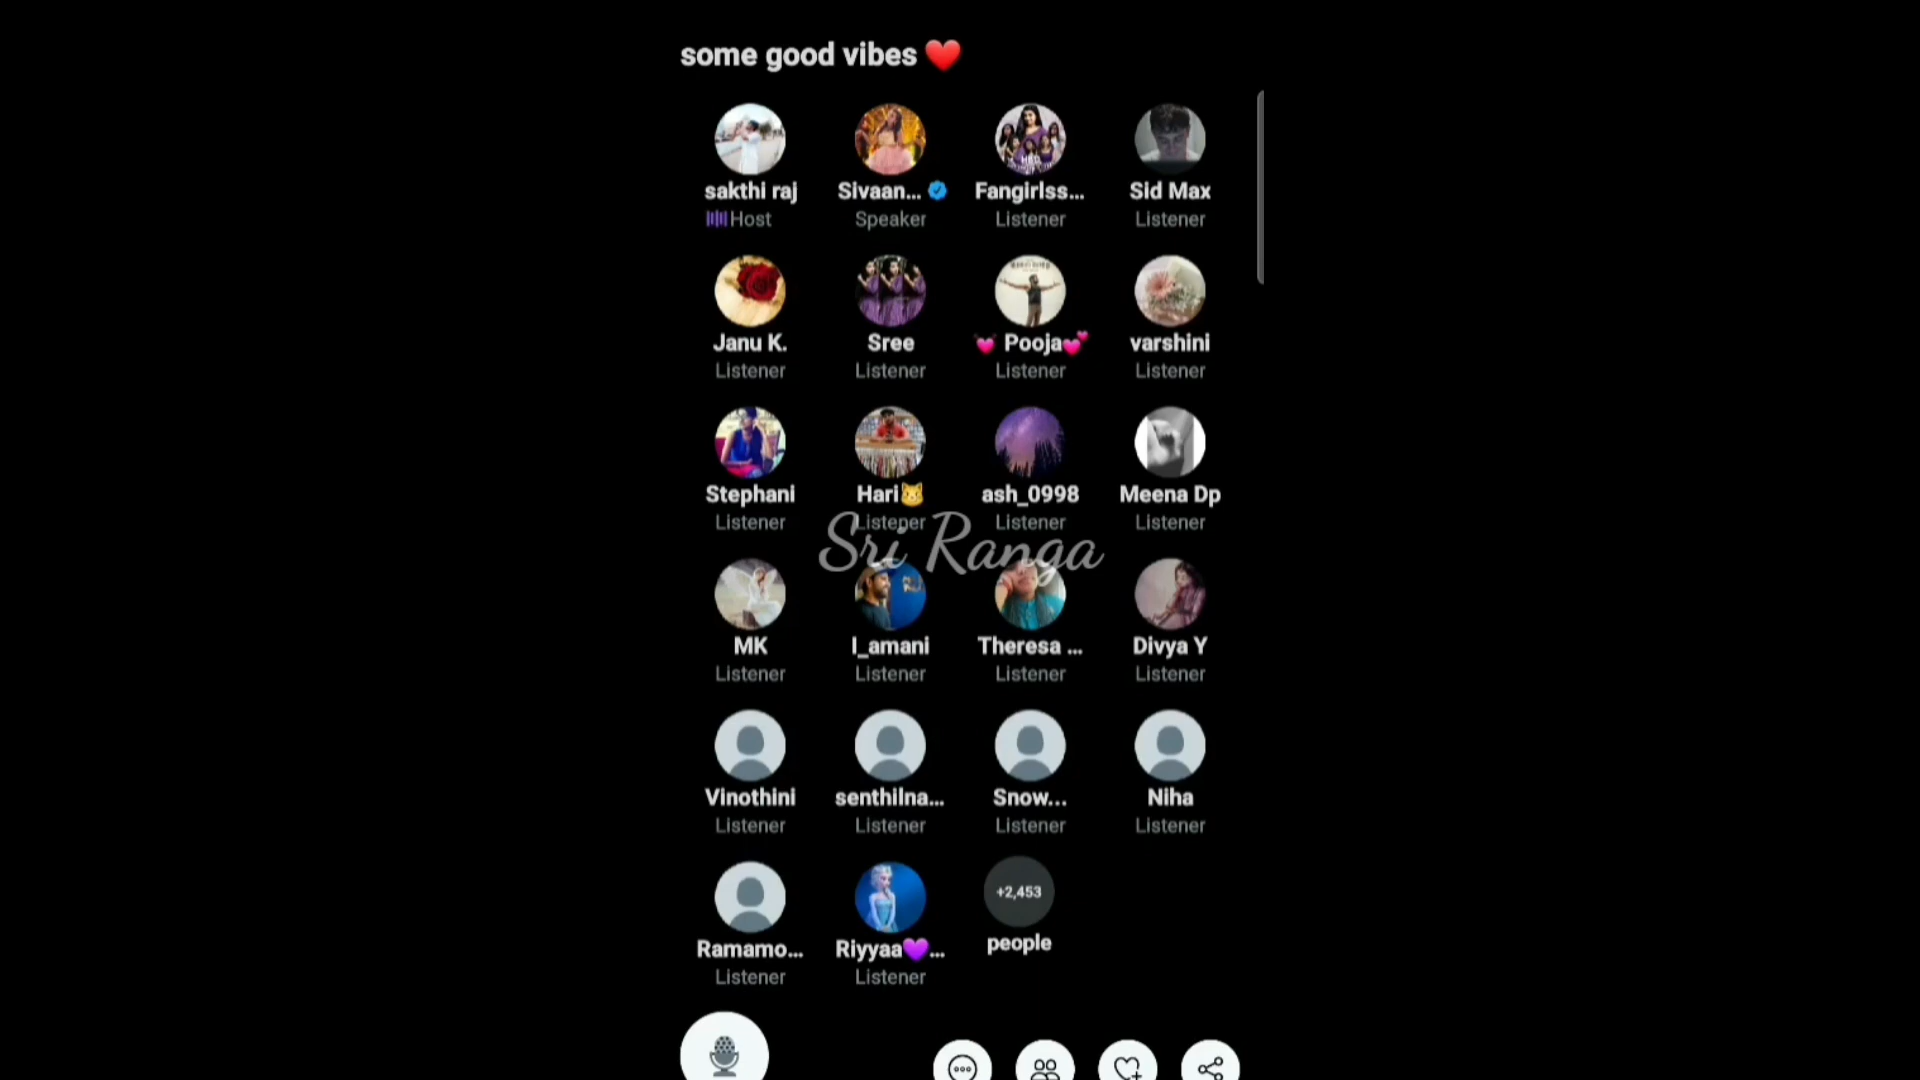 some good vibes ❤️
sakthi raj Sivaan... Fangirlss... Sid Max
Host Speaker Listener Listener
Janu K. Sree 💓 Pooja💕 varshini
Listener Listener Listener Listener
Stephani Hari🐱 ash_0998 Meena Dp
Listener Listener Listener Listener
Sri Ranga
MK I_amani Theresa ... Divya Y
Listener Listener Listener Listener
Vinothini senthilna... Snow... Niha
Listener Listener Listener Listener
+2,453
Ramamo... Riyyaa💜... people
Listener Listener